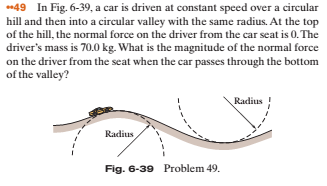 ••49 In Fig. 6-39, a car is driven at constant speed over a circular
hill and then into a circular valley with the same radius. At the top
of the hill, the normal force on the driver from the car seat is 0. The
driver's mass is 70.0 kg. What is the magnitude of the normal force
on the driver from the seat when the car passes through the bottom
of the valley?
Radius
Radius
Fig. 6-39 Problem 49.